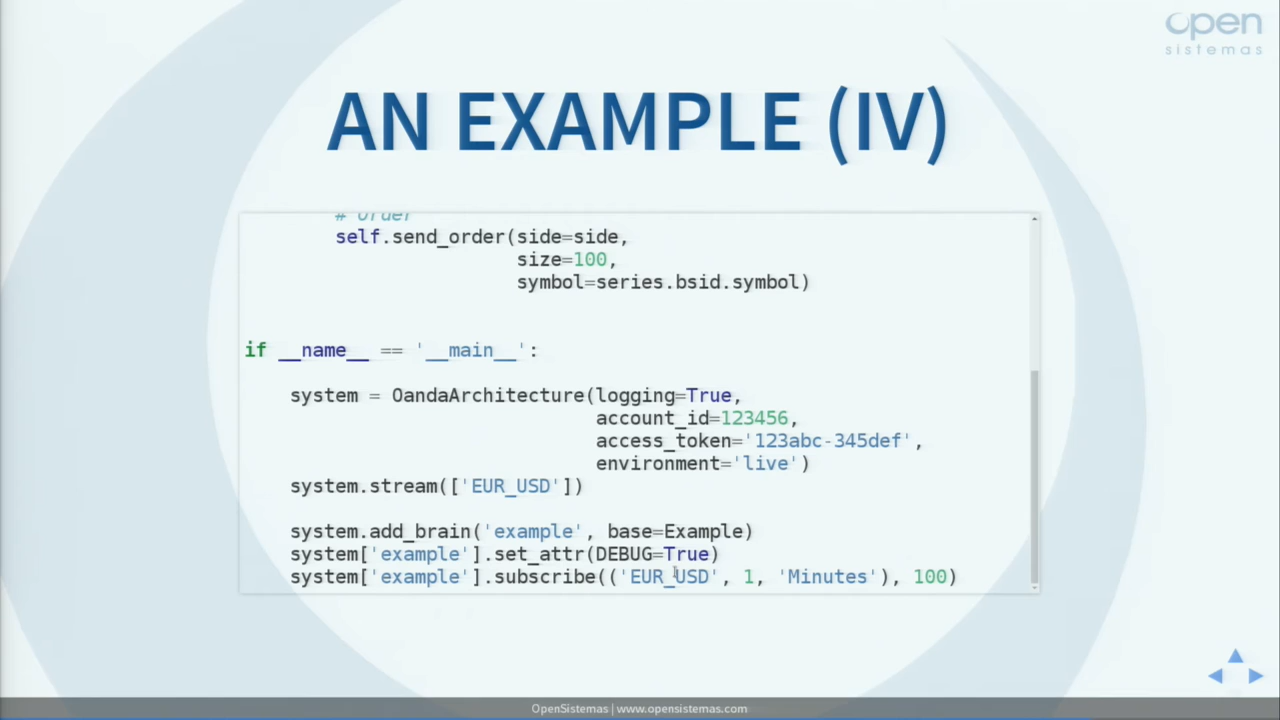 open
sistemas
AN EXAMPLE (IV)
# Order
self.send_order(side=side,
size=100,
symbol=series.bsid.symbol)
if __name__ == '__main__':
system = OandaArchitecture(logging=True,
account_id=123456,
access_token='123abc-345def',
environment='live')
system.stream(['EUR_USD'])
system.add_brain('example', base=Example)
system['example'].set_attr(DEBUG=True)
system['example'].subscribe(('EUR_USD', 1, 'Minutes'), 100)
OpenSistemas | www.opensistemas.com